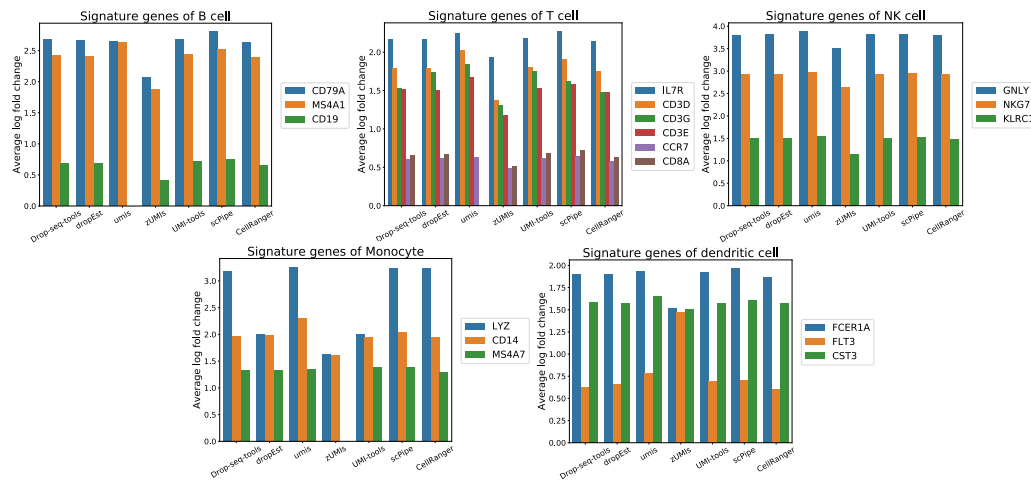 Signature genes of B cell
Average log fold change
2.5
2.0
1.5
1.0
0.5
0.0
Drop-seq-tools
dropEst
umis
zUMIs
UMI-tools
scPipe
CellRanger
CD79A
MS4A1
CD19
Signature genes of T cell
Average log fold change
2.0
1.5
1.0
0.5
0.0
Drop-seq-tools
dropEst
umis
zUMIs
UMI-tools
scPipe
CellRanger
IL7R
CD3D
CD3G
CD3E
CCR7
CD8A
Signature genes of NK cell
Average log fold change
4.0
3.5
3.0
2.5
2.0
1.5
1.0
0.5
0.0
Drop-seq-tools
dropEst
umis
zUMIs
UMI-tools
scPipe
CellRanger
GNLY
NKG7
KLRC1
Signature genes of Monocyte
Average log fold change
3.0
2.5
2.0
1.5
1.0
0.5
0.0
Drop-seq-tools
dropEst
umis
zUMIs
UMI-tools
scPipe
CellRanger
LYZ
CD14
MS4A7
Signature genes of dendritic cell
Average log fold change
2.00
1.75
1.50
1.25
1.00
0.75
0.50
0.25
0.00
Drop-seq-tools
dropEst
umis
zUMIs
UMI-tools
scPipe
CellRanger
FCER1A
FLT3
CST3